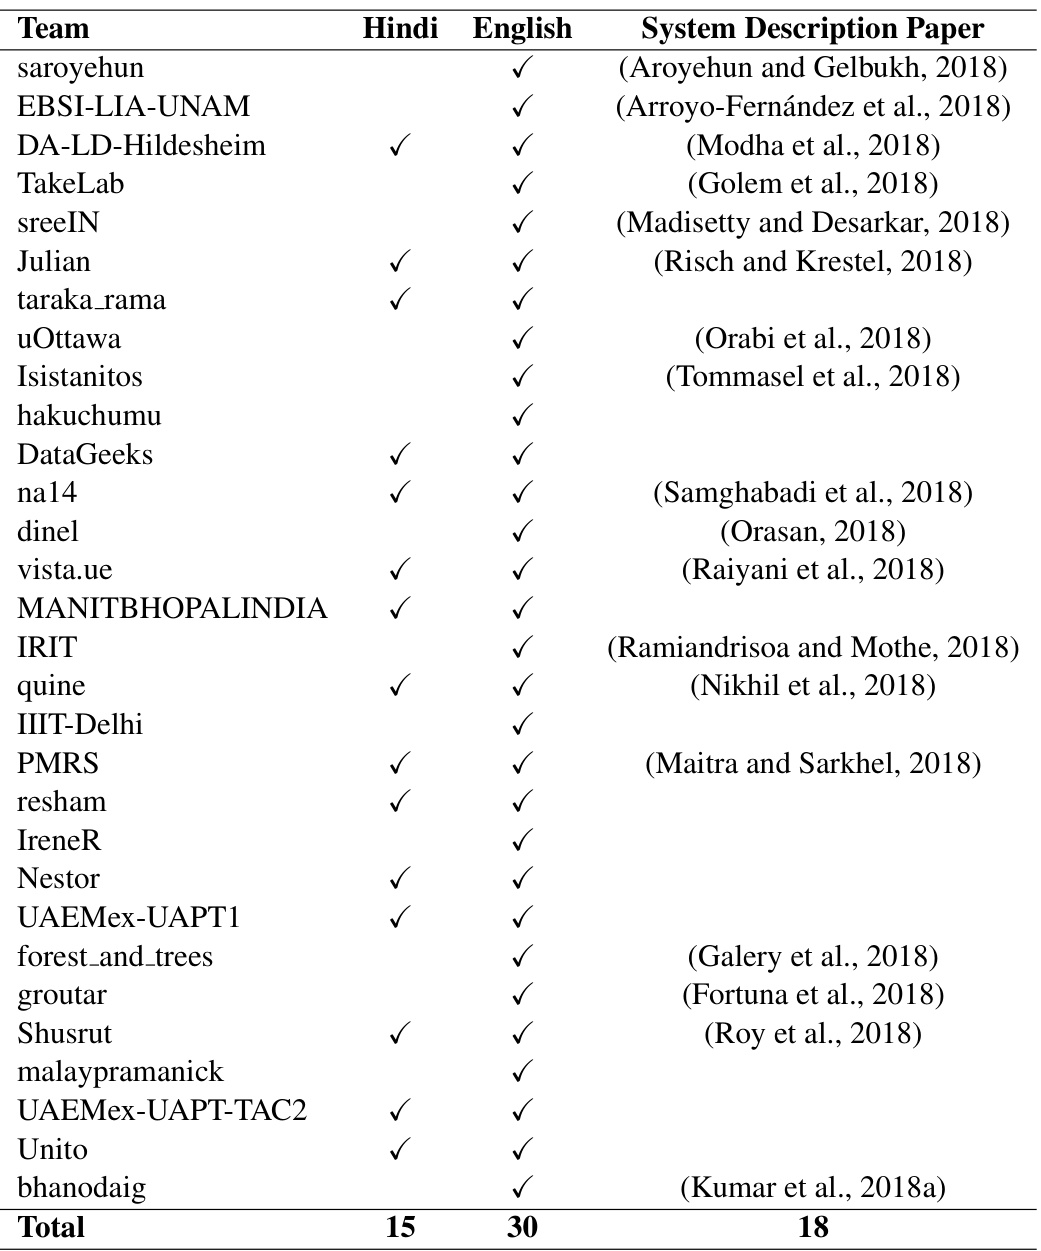 Team Hindi English System Description Paper
saroyehun ✓ (Aroyehun and Gelbukh, 2018)
EBSI-LIA-UNAM ✓ (Arroyo-Fernández et al., 2018)
DA-LD-Hildesheim ✓ ✓ (Modha et al., 2018)
TakeLab ✓ (Golem et al., 2018)
sreeIN ✓ (Madisetty and Desarkar, 2018)
Julian ✓ ✓ (Risch and Krestel, 2018)
taraka_rama ✓ ✓
uOttawa ✓ (Orabi et al., 2018)
Isistanitos ✓ (Tommasel et al., 2018)
hakuchumu ✓
DataGeeks ✓ ✓
na14 ✓ ✓ (Samghabadi et al., 2018)
dinel ✓ (Orasan, 2018)
vista.ue ✓ ✓ (Raiyani et al., 2018)
MANITBHOPALINDIA ✓ ✓
IRIT ✓ (Ramiandrisoa and Mothe, 2018)
quine ✓ ✓ (Nikhil et al., 2018)
IIIT-Delhi ✓
PMRS ✓ ✓ (Maitra and Sarkhel, 2018)
resham ✓ ✓
IreneR ✓
Nestor ✓ ✓
UAEMex-UAPT1 ✓ ✓
forest_and_trees ✓ (Galery et al., 2018)
groutar ✓ (Fortuna et al., 2018)
Shusrut ✓ ✓ (Roy et al., 2018)
malaypramanick ✓
UAEMex-UAPT-TAC2 ✓ ✓
Unito ✓ ✓
bhanodaig ✓ (Kumar et al., 2018a)
Total 15 30 18